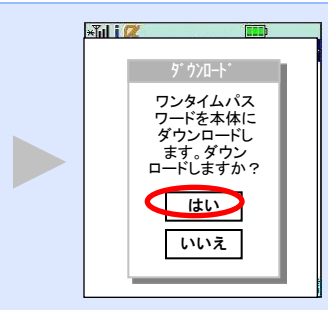 ﾀﾞｳﾝﾛｰﾄﾞ
ワンタイムパス
ワードを本体に
ダウンロードし
ます。ダウン
ロードしますか？
はい
いいえ